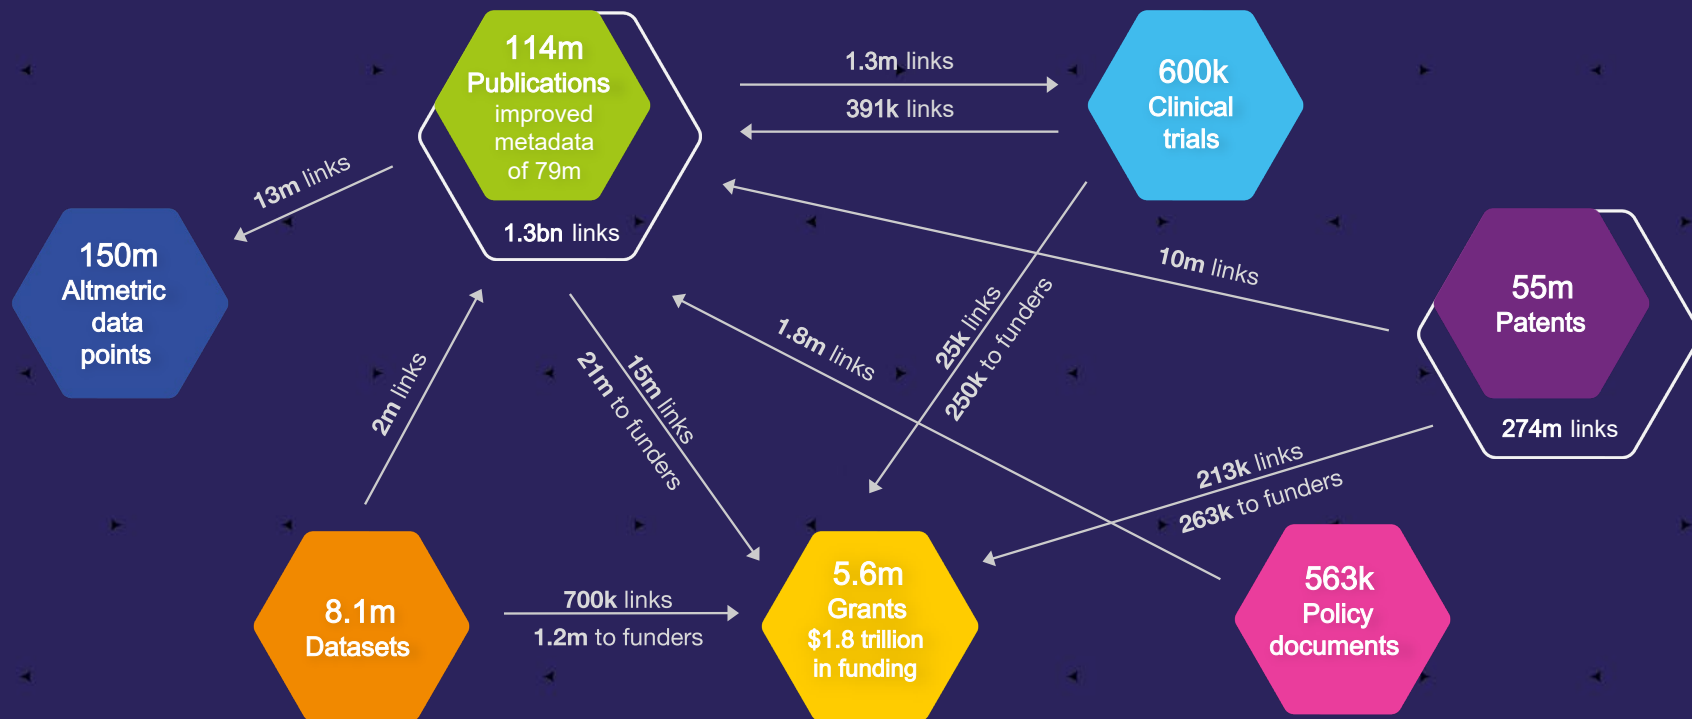 114m
Publications
improved
metadata
of 79m
1.3bn links
1.3m links
391k links
600k
Clinical
trials
13m links
150m
Altmetric
data
points
10m links
55m
Patents
274m links
2m links
15m links
21m to funders
1.8m links
25k links
250k to funders
213k links
263k to funders
8.1m
Datasets
700k links
1.2m to funders
5.6m
Grants
$1.8 trillion
in funding
563k
Policy
documents